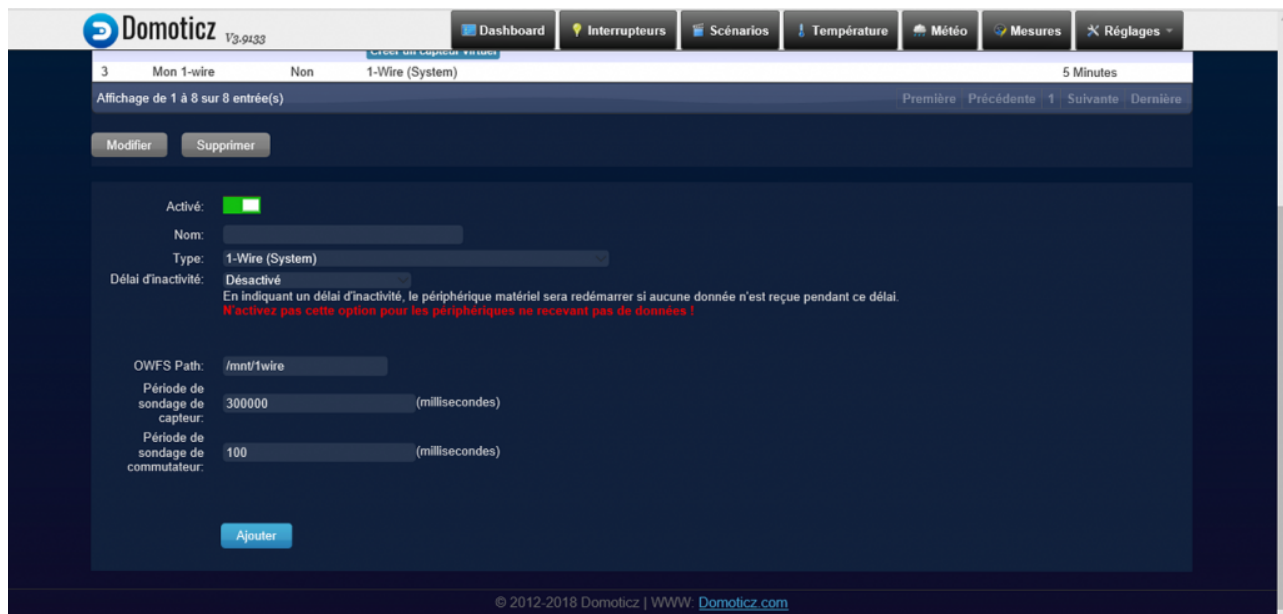 Domoticz V3.9133
Dashboard
Interrupteurs
Scénarios
Température
Météo
Mesures
Réglages
Créer un capteur virtuel
3 Mon 1-wire Non 1-Wire (System) 5 Minutes
Affichage de 1 à 8 sur 8 entrée(s) Première Précédente 1 Suivante Dernière
Modifier Supprimer
Activé:
Nom:
Type: 1-Wire (System)
Délai d'inactivité: Désactivé
En indiquant un délai d'inactivité, le périphérique matériel sera redémarrer si aucune donnée n'est reçue pendant ce délai.
N'activez pas cette option pour les périphériques ne recevant pas de données !
OWFS Path: /mnt/1wire
Période de
sondage de
capteur:
300000 (millisecondes)
Période de
sondage de
commutateur:
100 (millisecondes)
Ajouter
© 2012-2018 Domoticz | WWW: Domoticz.com